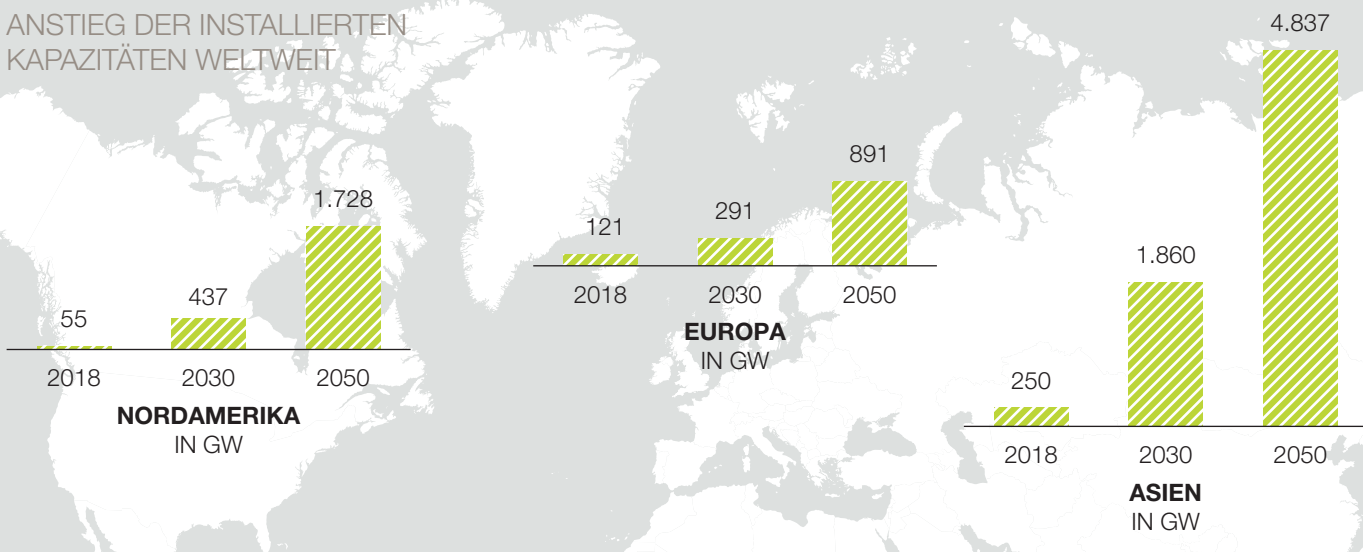 ANSTIEG DER INSTALLIERTEN
KAPAZITÄTEN WELTWEIT
55
437
1.728
2018
2030
2050
NORDAMERIKA
IN GW
121
291
891
2018
2030
2050
EUROPA
IN GW
250
1.860
4.837
2018
2030
2050
ASIEN
IN GW